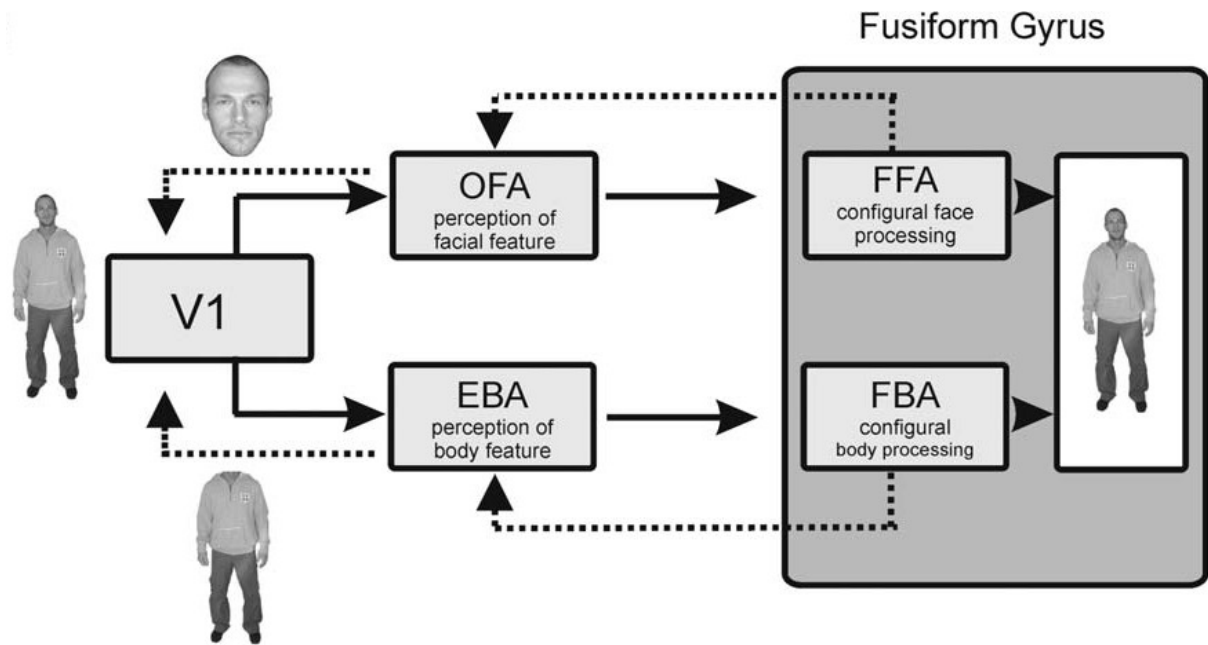 Fusiform Gyrus
OFA
perception of
facial feature
FFA
configural face
processing
V1
EBA
perception of
body feature
FBA
configural
body processing